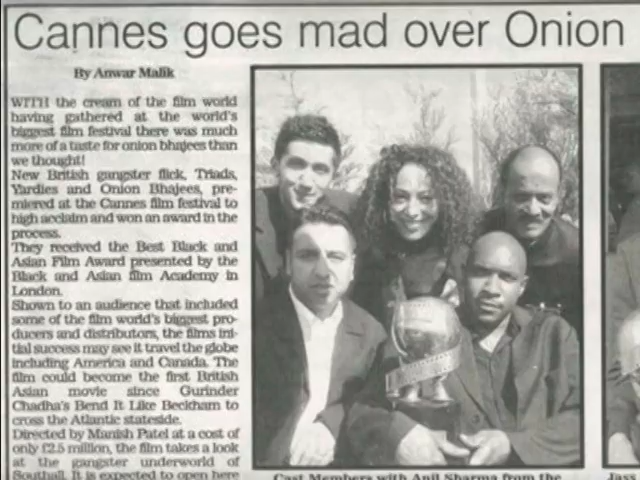 Cannes goes mad over Onion
By Anwar Malik
WITH the cream of the film world
having gathered at the world's
biggest film festival there was much
more of a taste for onion bhajees than
we thought!
New British gangster flick, Triads,
Yardies and Onion Bhajees, pre-
miered at the Cannes film festival to
high acclaim and won an award in the
process.
They received the Best Black and
Asian Film Award presented by the
Black and Asian film Academy in
London.
Shown to an audience that included
some of the film world's biggest pro-
ducers and distributors, the films ini-
tial success may see it travel the globe
including America and Canada. The
film could become the first British
Asian movie since Gurinder
Chadha's Bend It Like Beckham to
cross the Atlantic stateside.
Directed by Manish Patel at a cost of
only £2.5 million, the film takes a look
at the gangster underworld of
Southall. It is expected to open here
Cast Members with Anil Sharma from the
Jass